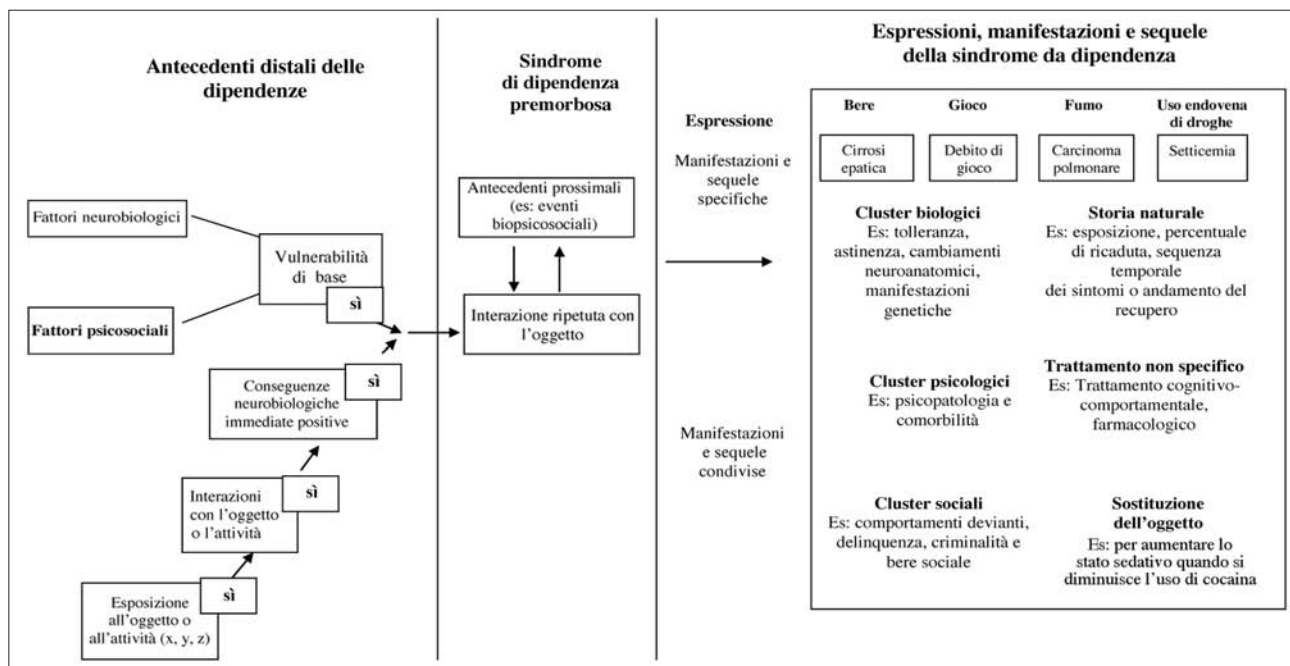 Antecedenti distali delle
dipendenze
Fattori neurobiologici
Fattori psicosociali
Vulnerabilità
di base
sì
Conseguenze
neurobiologiche
immediate positive
sì
Interazioni
con l'oggetto
o l'attività
sì
Esposizione
all'oggetto o
all'attività (x, y, z)
sì
Sindrome
di dipendenza
premorbosa
Antecedenti prossimali
(es: eventi
biopsicosociali)
Interazione ripetuta con
l'oggetto
Espressione
Manifestazioni e
sequele
specifiche
Manifestazioni
e sequele
condivise
Espressioni, manifestazioni e sequele
della sindrome da dipendenza
Bere
Gioco
Fumo
Uso endovena
di droghe
Cirrosi
epatica
Debito di
gioco
Carcinoma
polmonare
Setticemia
Cluster biologici
Es: tolleranza,
astinenza, cambiamenti
neuroanatomici,
manifestazioni
genetiche
Storia naturale
Es: esposizione, percentuale
di ricaduta, sequenza
temporale
dei sintomi o andamento del
recupero
Cluster psicologici
Es: psicopatologia e
comorbilità
Trattamento non specifico
Es: Trattamento cognitivo-
comportamentale,
farmacologico
Cluster sociali
Es: comportamenti devianti,
delinquenza, criminalità e
bere sociale
Sostituzione
dell'oggetto
Es: per aumentare lo
stato sedativo quando si
diminuisce l'uso di cocaina